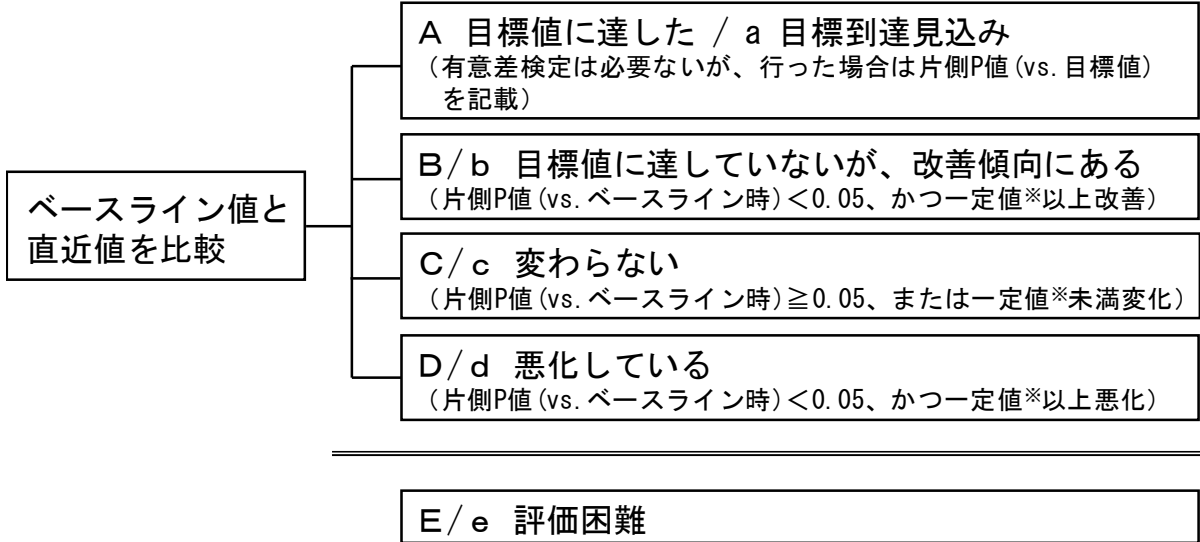 ベースライン値と
直近値を比較
A 目標値に達した / a 目標到達見込み
（有意差検定は必要ないが、行った場合は片側P値(vs.目標値)
を記載）
B/b 目標値に達していないが、改善傾向にある
（片側P値(vs.ベースライン時)＜0.05、かつ一定値※以上改善）
C/c 変わらない
（片側P値(vs.ベースライン時)≧0.05、または一定値※未満変化）
D/d 悪化している
（片側P値(vs.ベースライン時)＜0.05、かつ一定値※以上悪化）
E/e 評価困難